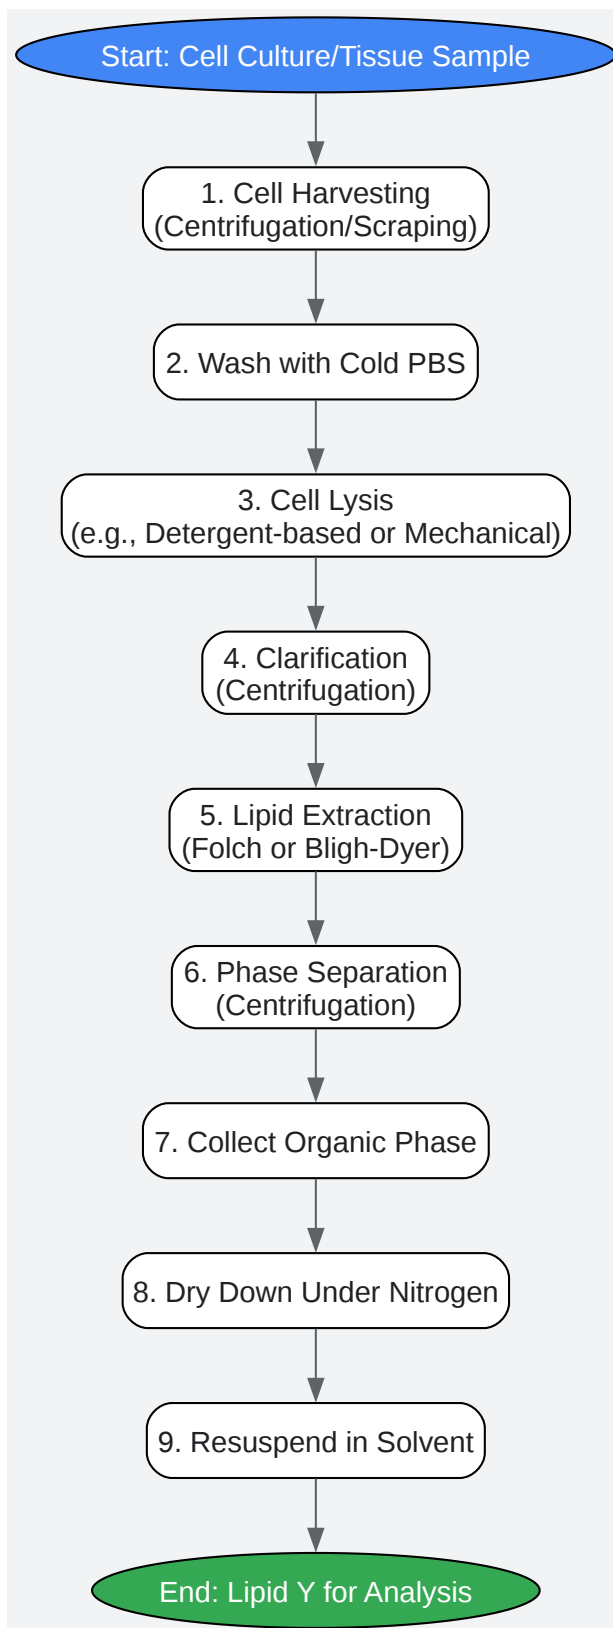 Start: Cell Culture/Tissue Sample
1. Cell Harvesting
(Centrifugation/Scraping)
2. Wash with Cold PBS
3. Cell Lysis
(e.g., Detergent-based or Mechanical)
4. Clarification
(Centrifugation)
5. Lipid Extraction
(Folch or Bligh-Dyer)
6. Phase Separation
(Centrifugation)
7. Collect Organic Phase
8. Dry Down Under Nitrogen
9. Resuspend in Solvent
End: Lipid Y for Analysis